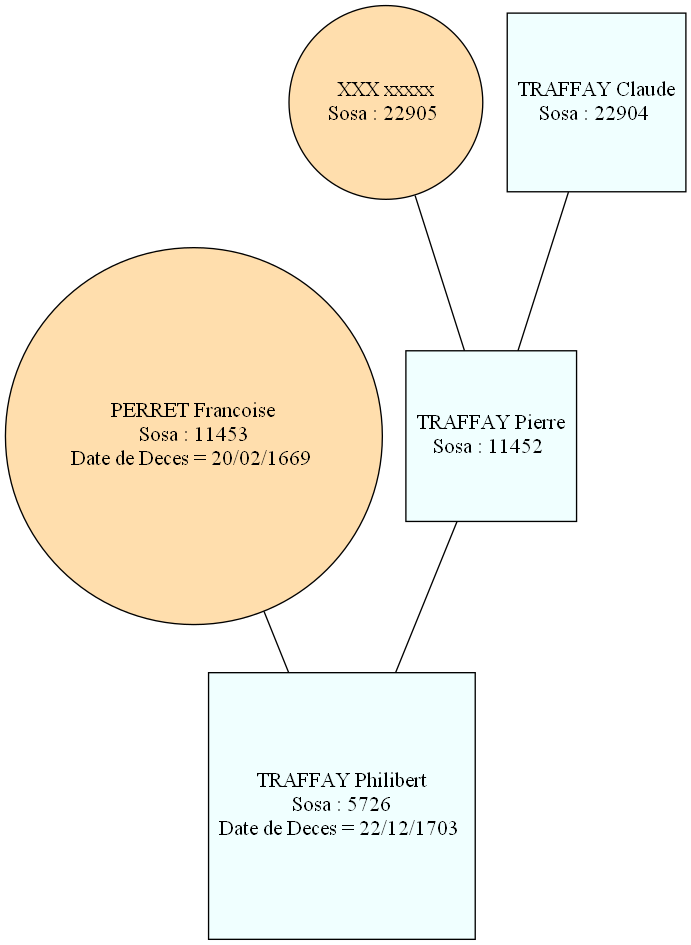 XXX xxxxx
Sosa : 22905
TRAFFAY Claude
Sosa : 22904
PERRET Francoise
Sosa : 11453
Date de Deces = 20/02/1669
TRAFFAY Pierre
Sosa : 11452
TRAFFAY Philibert
Sosa : 5726
Date de Deces = 22/12/1703